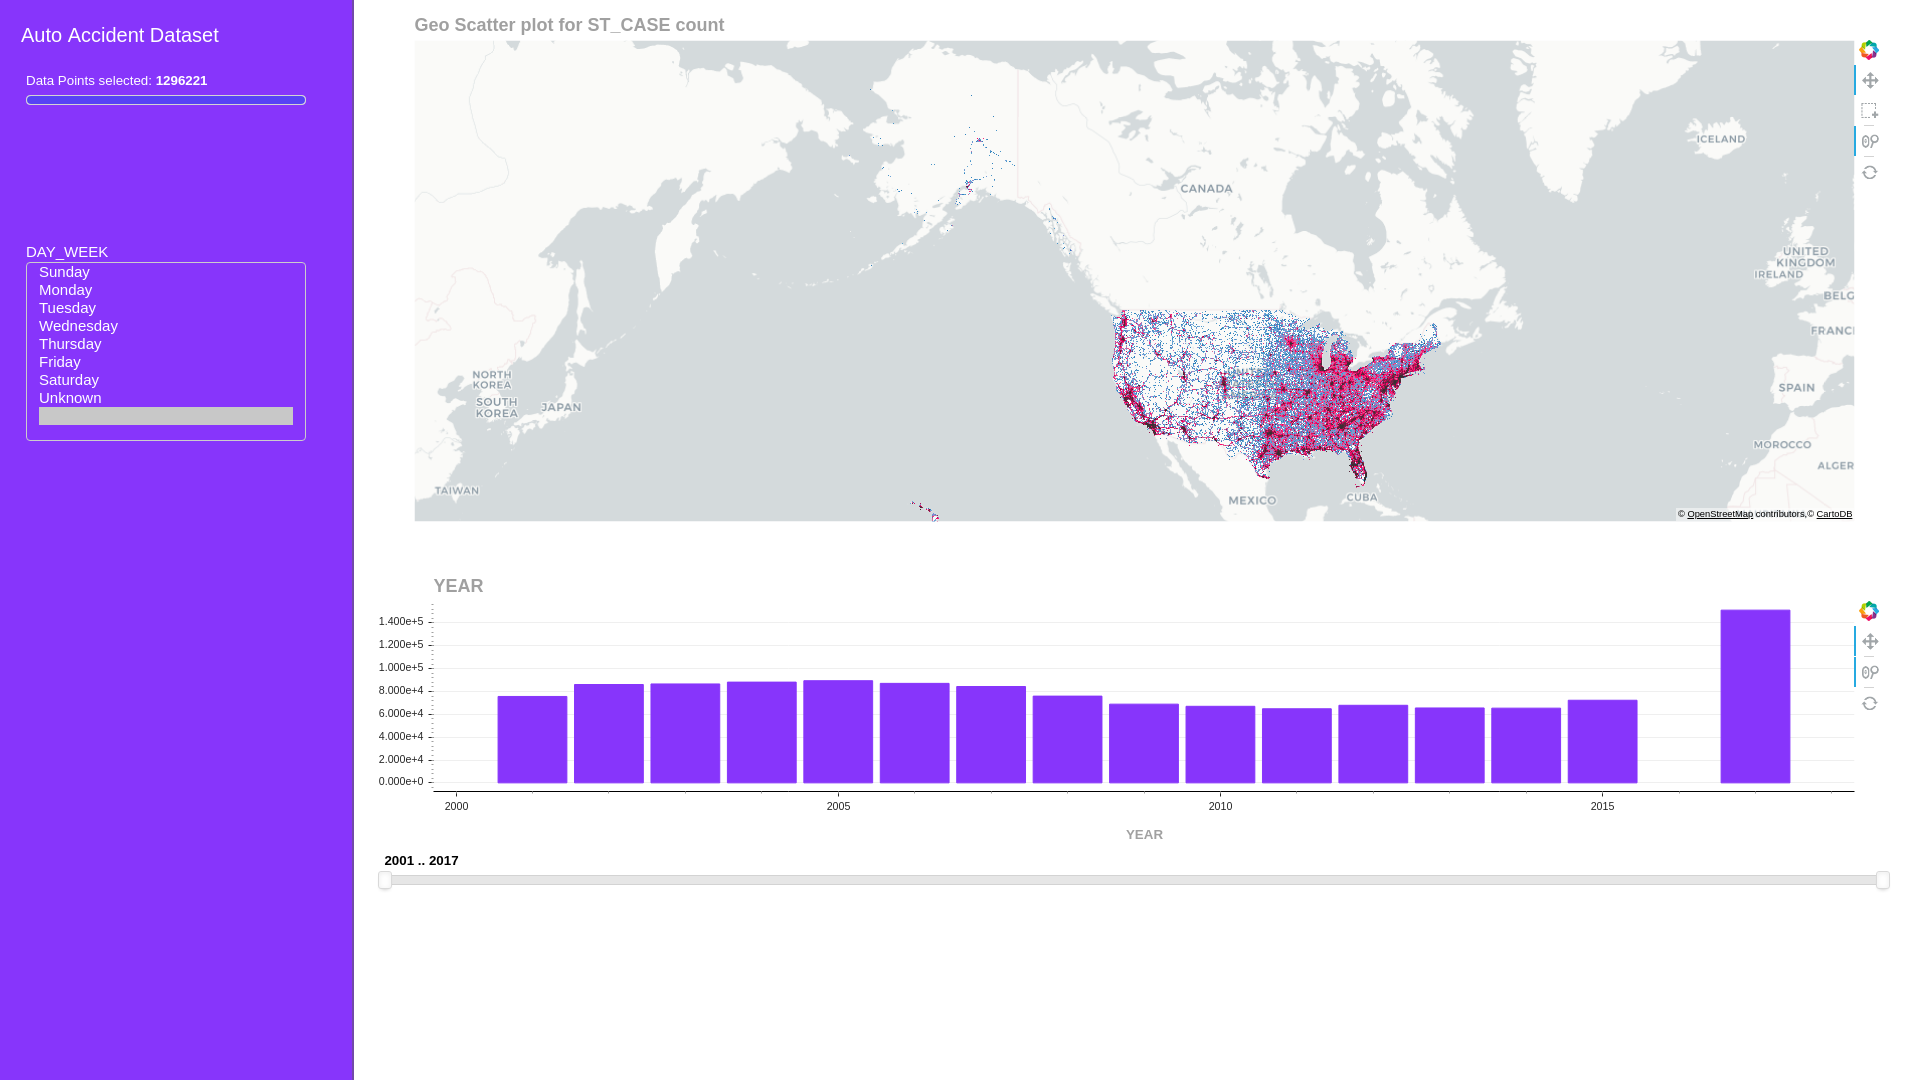 Auto Accident Dataset
Data Points selected: 1296221
DAY_WEEK
Sunday
Monday
Tuesday
Wednesday
Thursday
Friday
Saturday
Unknown
Geo Scatter plot for ST_CASE count
ICELAND
CANADA
UNITED
KINGDOM
IRELAND
BELG
FRANC
NORTH
KOREA
SOUTH
KOREA
JAPAN
SPAIN
MOROCCO
ALGER
TAIWAN
MEXICO
CUBA
© OpenStreetMap contributors,© CartoDB
YEAR
1.400e+5
1.200e+5
1.000e+5
8.000e+4
6.000e+4
4.000e+4
2.000e+4
0.000e+0
2000 2005 2010 2015
YEAR
2001 .. 2017